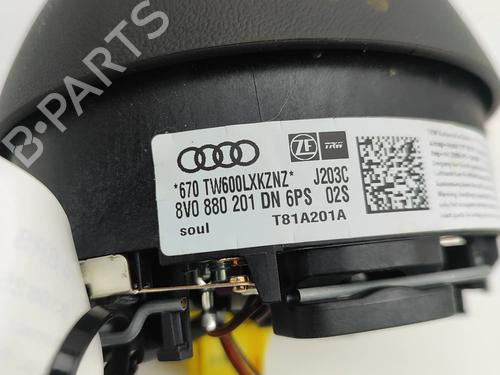 B-PARTS
ZF TRW
*670 TW600LXKZNZ* J203C
8V0 880 201 DN 6PS 02S
soul T81A201A